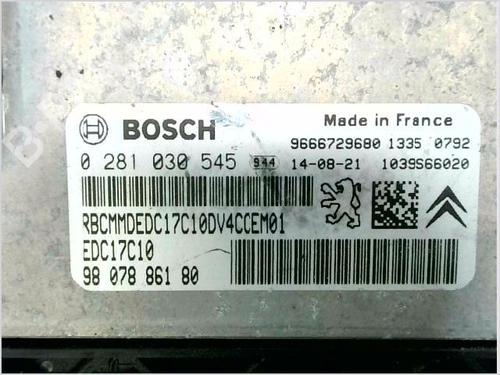 BOSCH
Made in France
9666729680 1335 0792
0 281 030 545 944 14-08-21 1039S66020
RBCMMDEDC17C10DV4CCEM01
EDC17C10
98 078 861 80